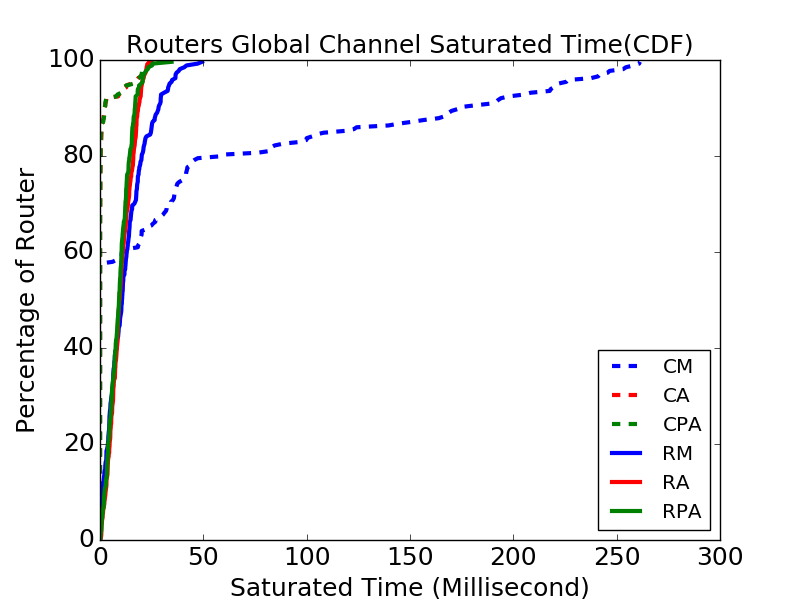 Routers Global Channel Saturated Time(CDF)
100
80
60
40
20
0
Percentage of Router
0 50 100 150 200 250 300
Saturated Time (Millisecond)
CM
CA
CPA
RM
RA
RPA